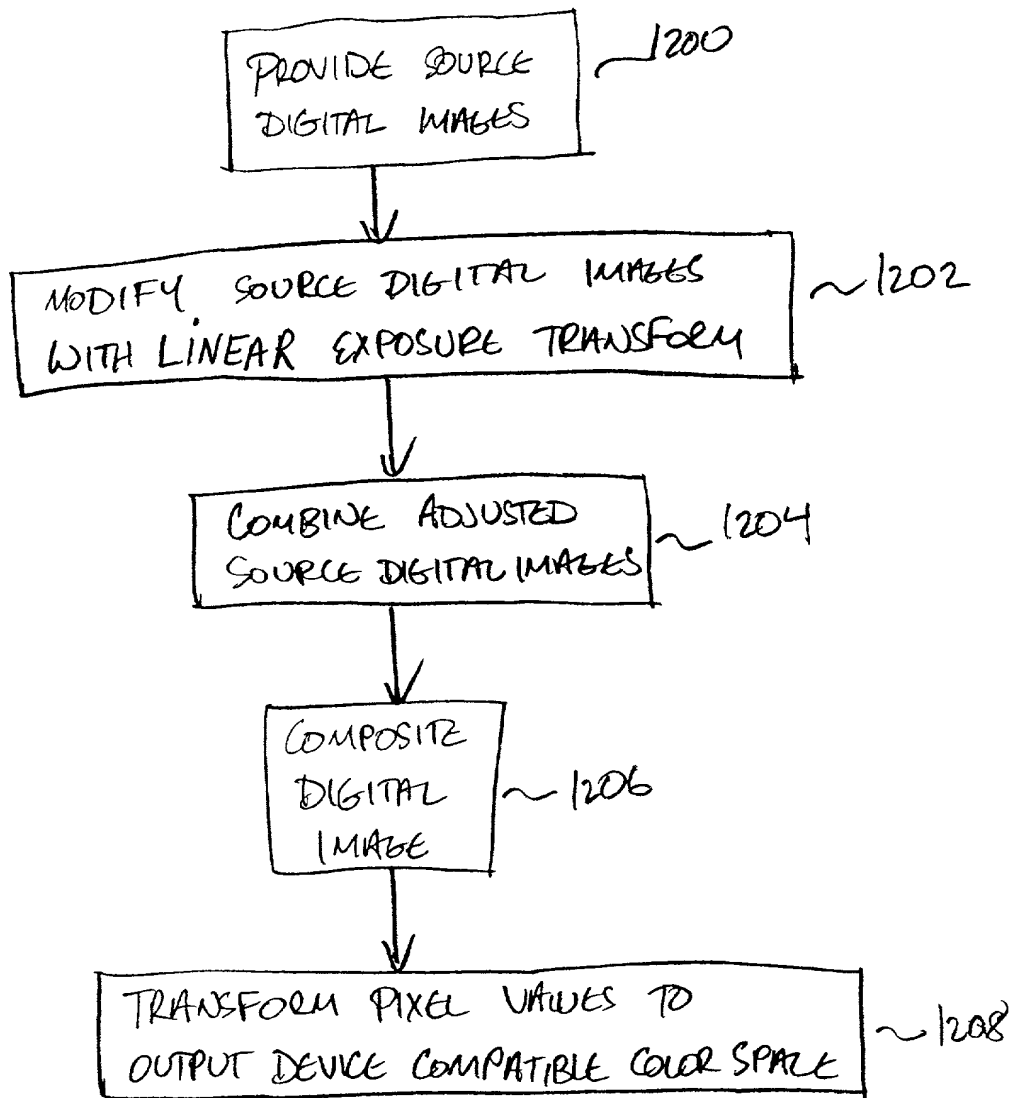 PROVIDE SOURCE
DIGITAL IMAGES
1200
MODIFY SOURCE DIGITAL IMAGES
WITH LINEAR EXPOSURE TRANSFORM
1202
COMBINE ADJUSTED
SOURCE DIGITAL IMAGES
1204
COMPOSITE
DIGITAL
IMAGE
1206
TRANSFORM PIXEL VALUES TO
OUTPUT DEVICE COMPATIBLE COLOR SPACE
1208